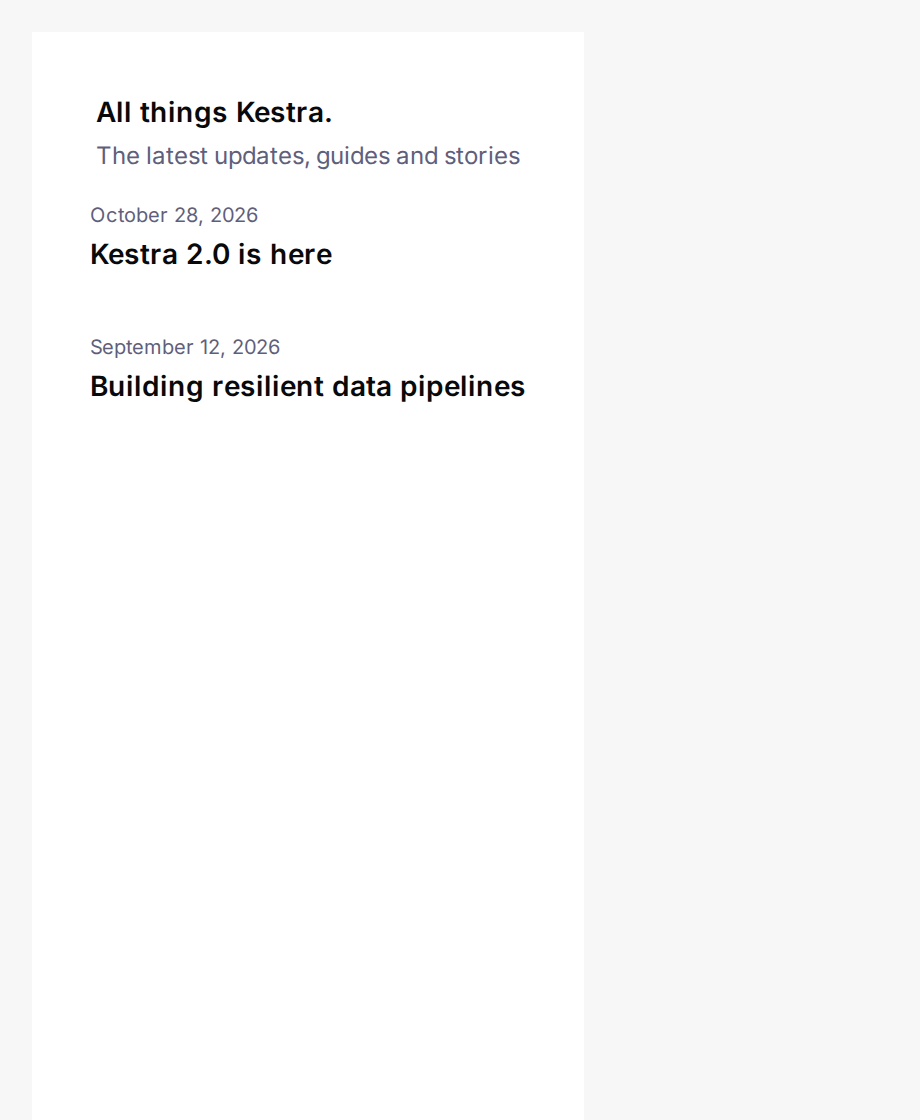 All things Kestra.
The latest updates, guides and stories
October 28, 2026
Kestra 2.0 is here
September 12, 2026
Building resilient data pipelines